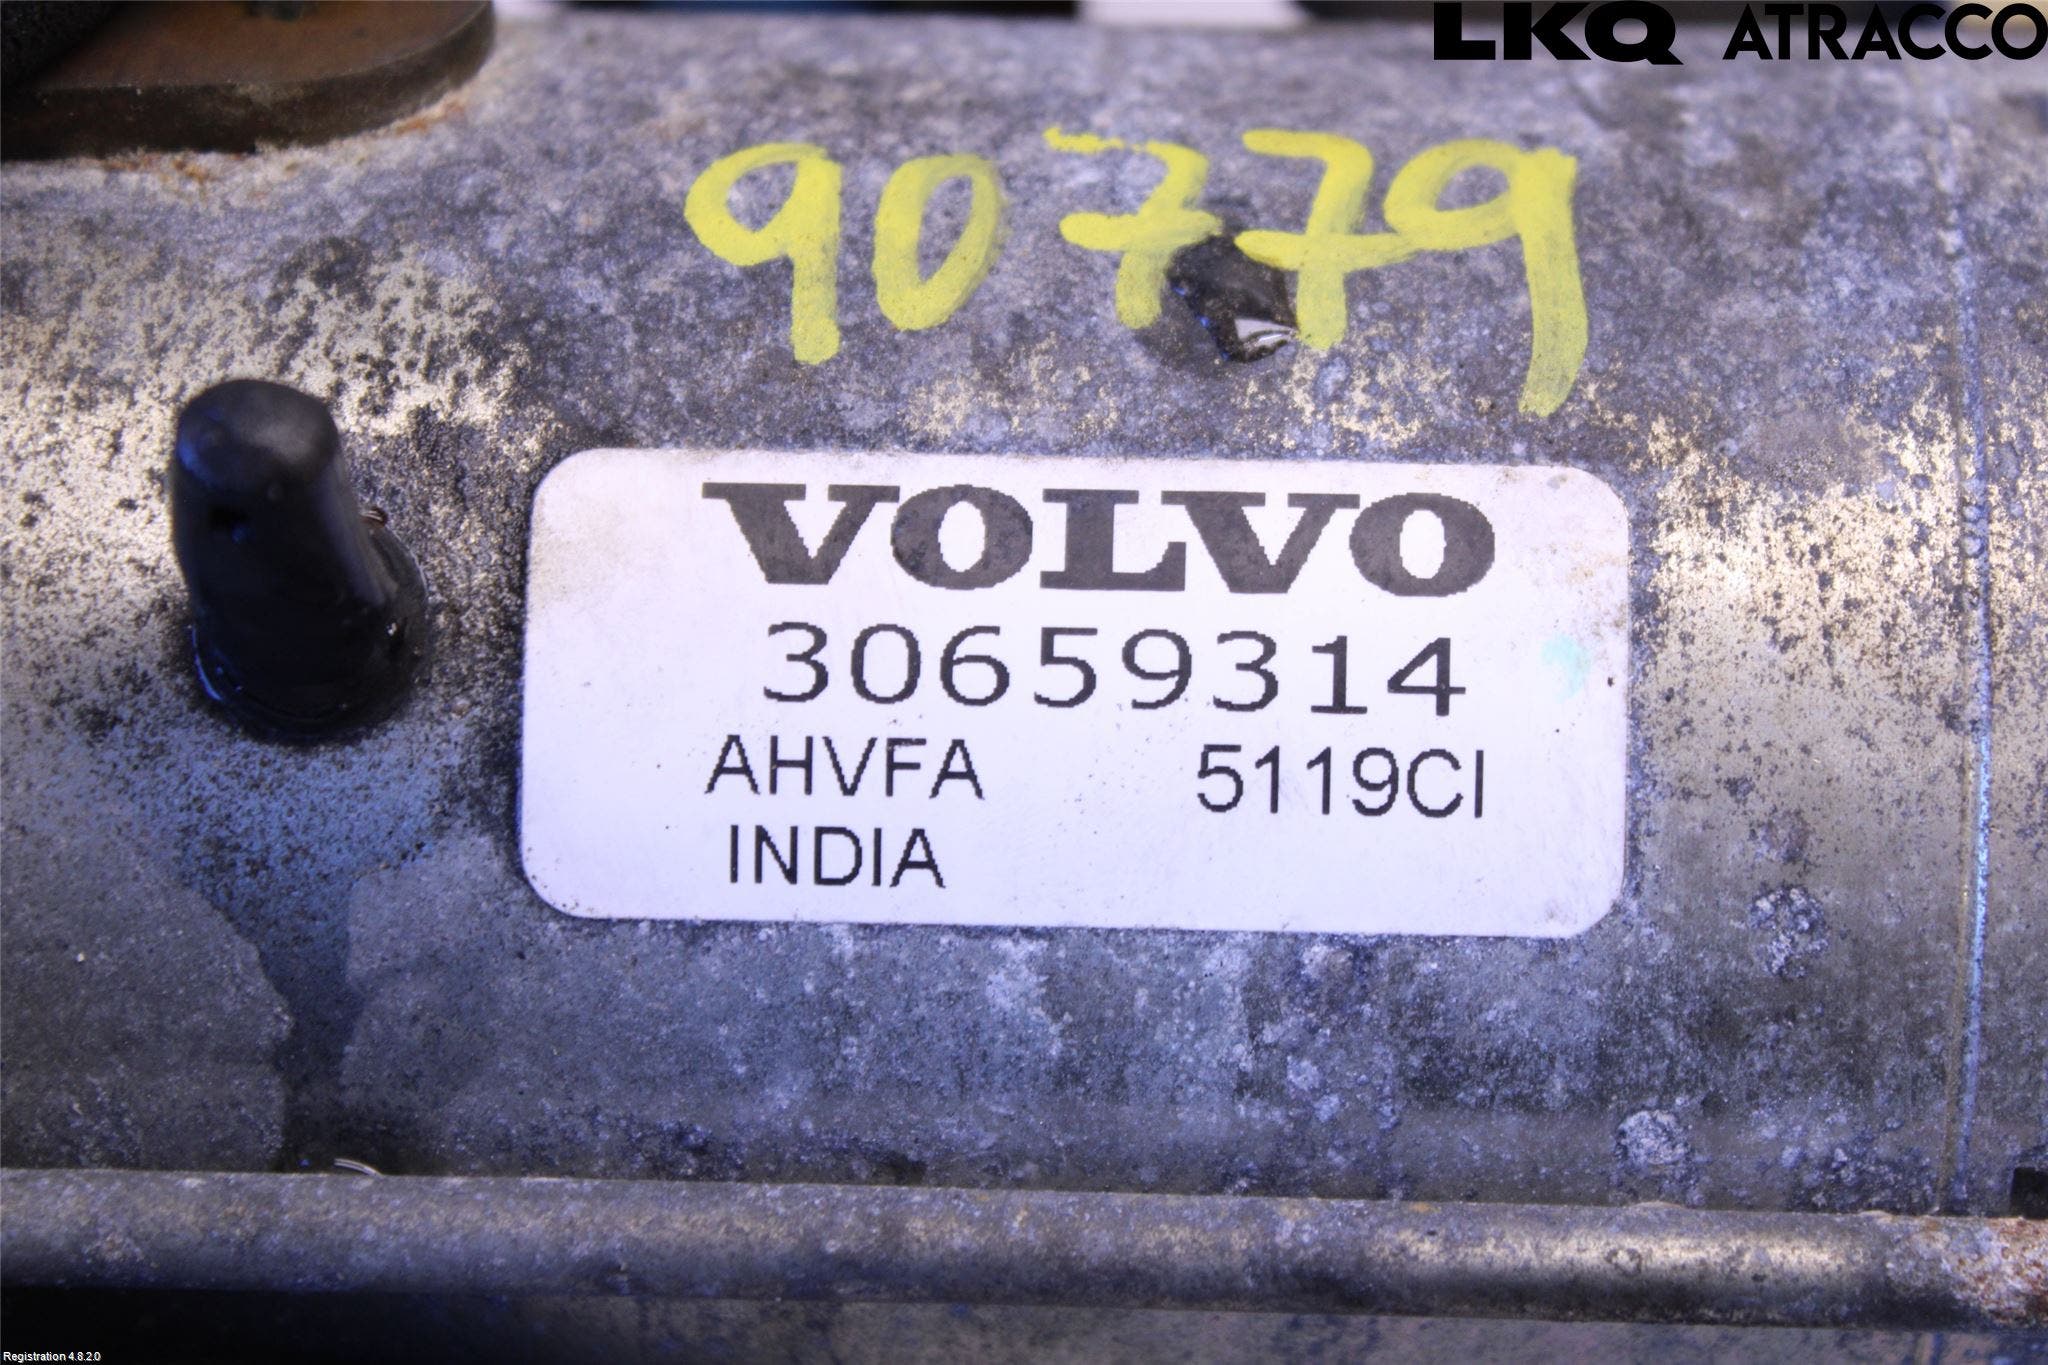 LKQ ATRACCO
90779
VOLVO
30659314
AHVFA 5119CI
INDIA
Registration 4.8.2.0